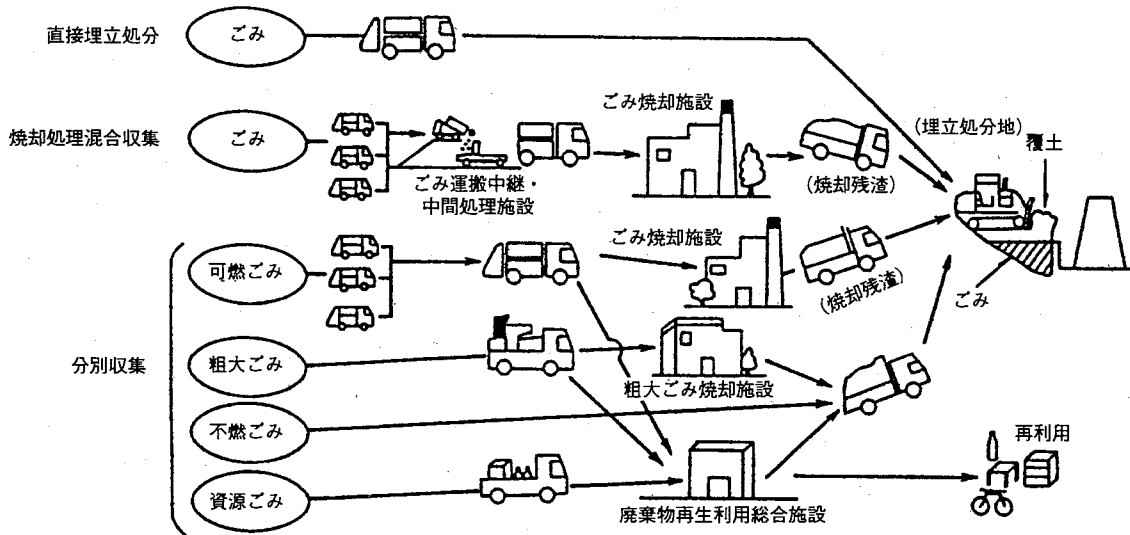 直接埋立処分
ごみ
焼却処理混合収集
ごみ
ごみ運搬中継・
中間処理施設
ごみ焼却施設
(焼却残渣)
(埋立処分地)
覆土
ごみ
分別収集
可燃ごみ
ごみ焼却施設
(焼却残渣)
粗大ごみ
粗大ごみ焼却施設
不燃ごみ
資源ごみ
廃棄物再生利用総合施設
再利用